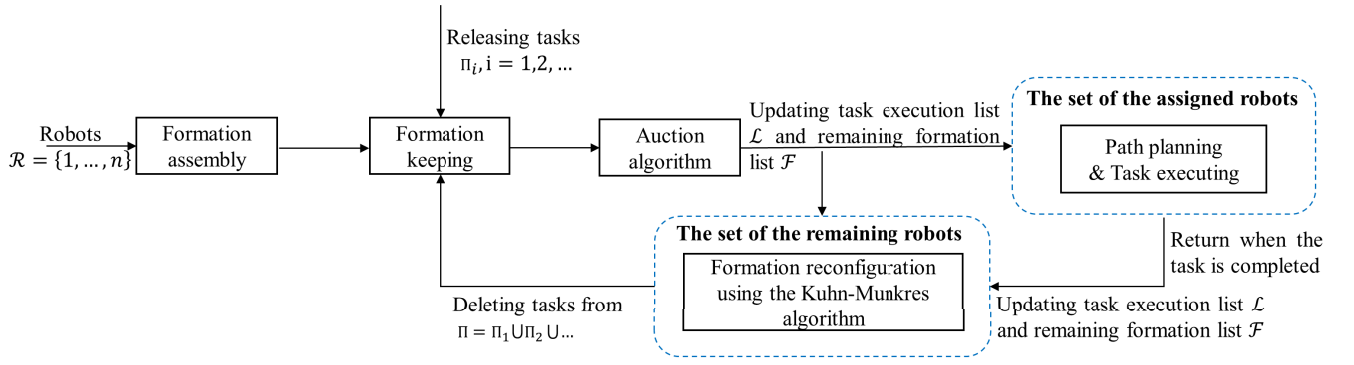 Releasing tasks
Π𝑖, i = 1,2, …
Robots
ℛ = {1, …, 𝑛}
Formation
assembly
Formation
keeping
Auction
algorithm
Updating task execution list
ℒ and remaining formation
list ℱ
The set of the assigned robots
Path planning
& Task executing
The set of the remaining robots
Formation reconfiguration
using the Kuhn-Munkres
algorithm
Return when the
task is completed
Updating task execution list ℒ
and remaining formation list ℱ
Deleting tasks from
Π = Π₁⋃Π₂ ⋃ …